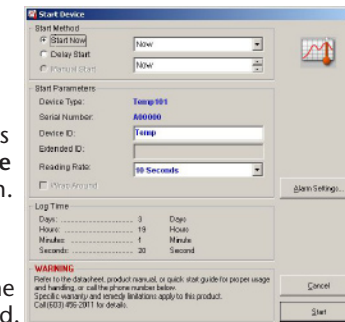 Start Device
Start Method
Start Now
Now
Delay Start
Manual Start
Now
Start Parameters
Device Type: Temp101
Serial Number: A00000
Device ID: Temp
Extended ID:
Reading Rate: 10 Seconds
Wrap Around
Alarm Settings...
Log Time
Days: 0 Days
Hours: 19 Hours
Minutes: 1 Minute
Seconds: 20 Second
WARNING
Refer to the datasheet, product manual, or quick start guide for proper usage
and handling, or call the phone number below.
Specific warranty and remedy limitations apply to this product.
Call (603) 456-2011 for details.
Cancel
Start
s
e
n.
ne
d.